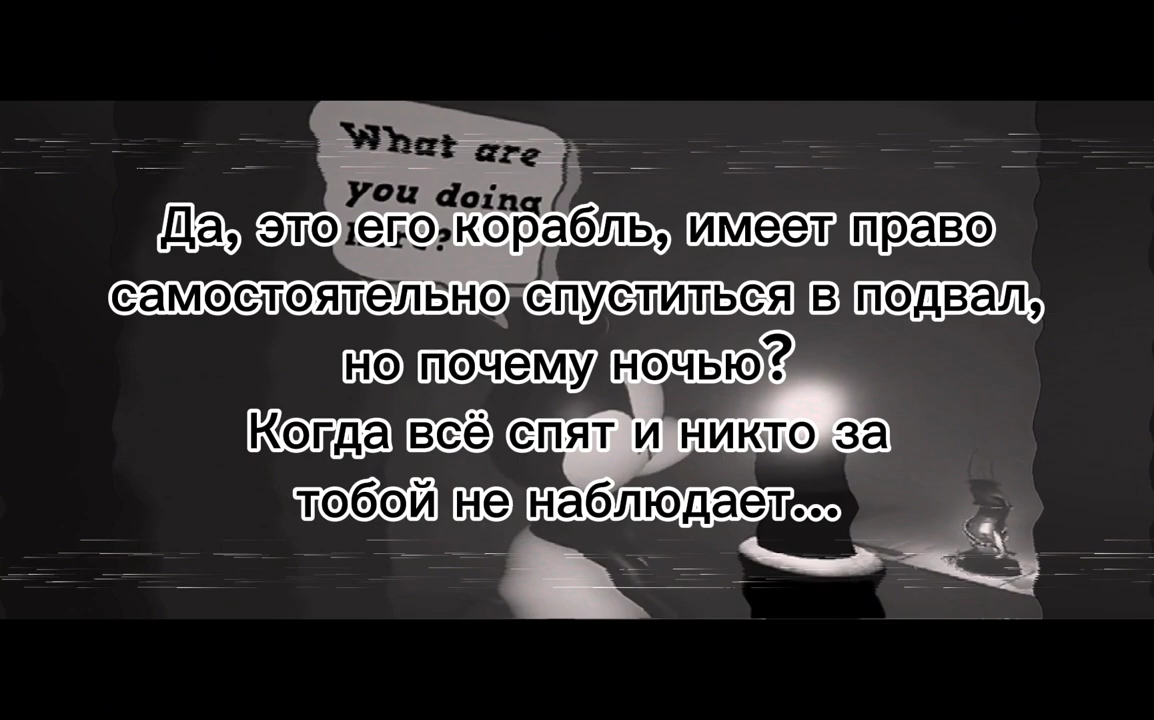 What are
you doing
Да, это его корабль, имеет право
самостоятельно спуститься в подвал,
но почему ночью?
Когда всё спят и никто за
тобой не наблюдает...